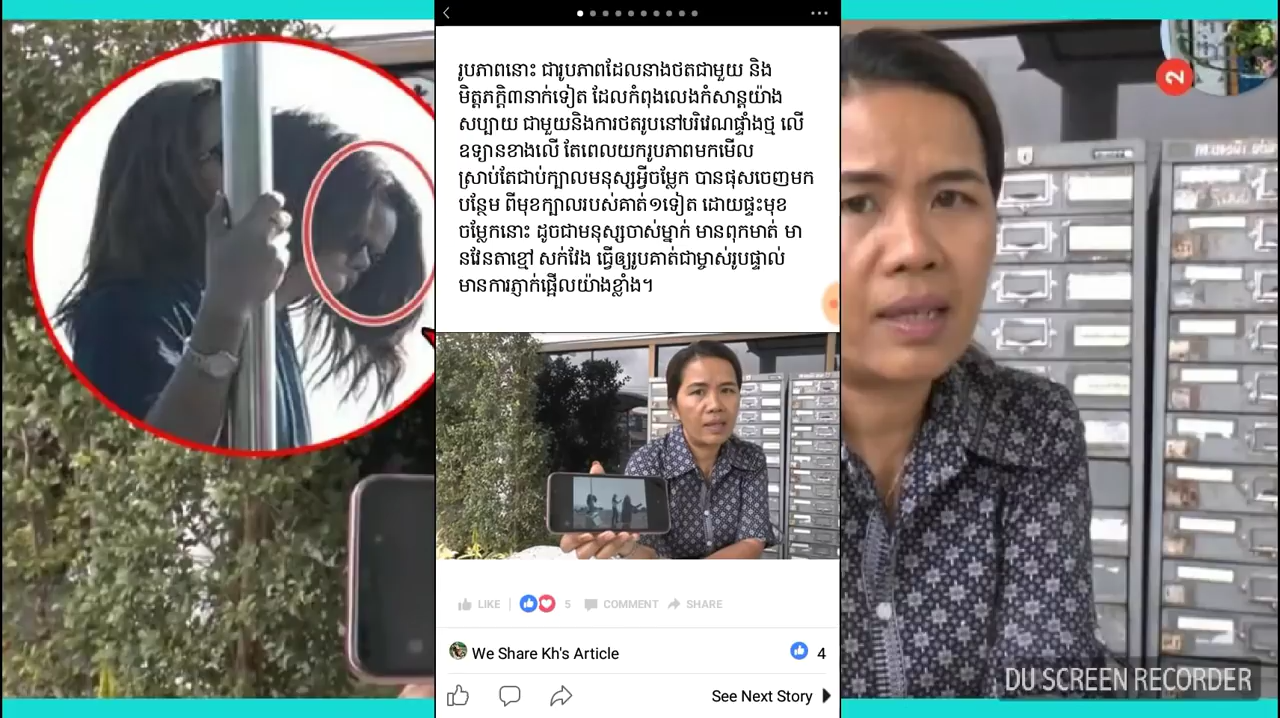 រូបភាពនោះ ជារូបភាពដែលនាងថតជាមួយ និង
មិត្តភក្តិ៣នាក់ទៀត ដែលកំពុងលេងកំសាន្តយ៉ាង
សប្បាយ ជាមួយនិងការថតរូបនៅបរិវេណផ្ទាំងថ្ម លើ
ឧទ្យានខាងលើ តែពេលយករូបភាពមកមើល
ស្រាប់តែជាប់ក្បាលមនុស្សអ្វីចម្លែក បានផុសចេញមក
បន្ថែម ពីមុខក្បាលរបស់គាត់១ទៀត ដោយផ្ទះមុខ
ចម្លែកនោះ ដូចជាមនុស្សចាស់ម្នាក់ មានពុកមាត់ មា
នវែនតាខ្មៅ សក់វែង ធ្វើឲ្យរូបគាត់ជាម្ចាស់រូបផ្ទាល់
មានការភ្ញាក់ផ្អើលយ៉ាងខ្លាំង។
LIKE
5
COMMENT
SHARE
We Share Kh's Article
4
See Next Story
2
DU SCREEN RECORDER